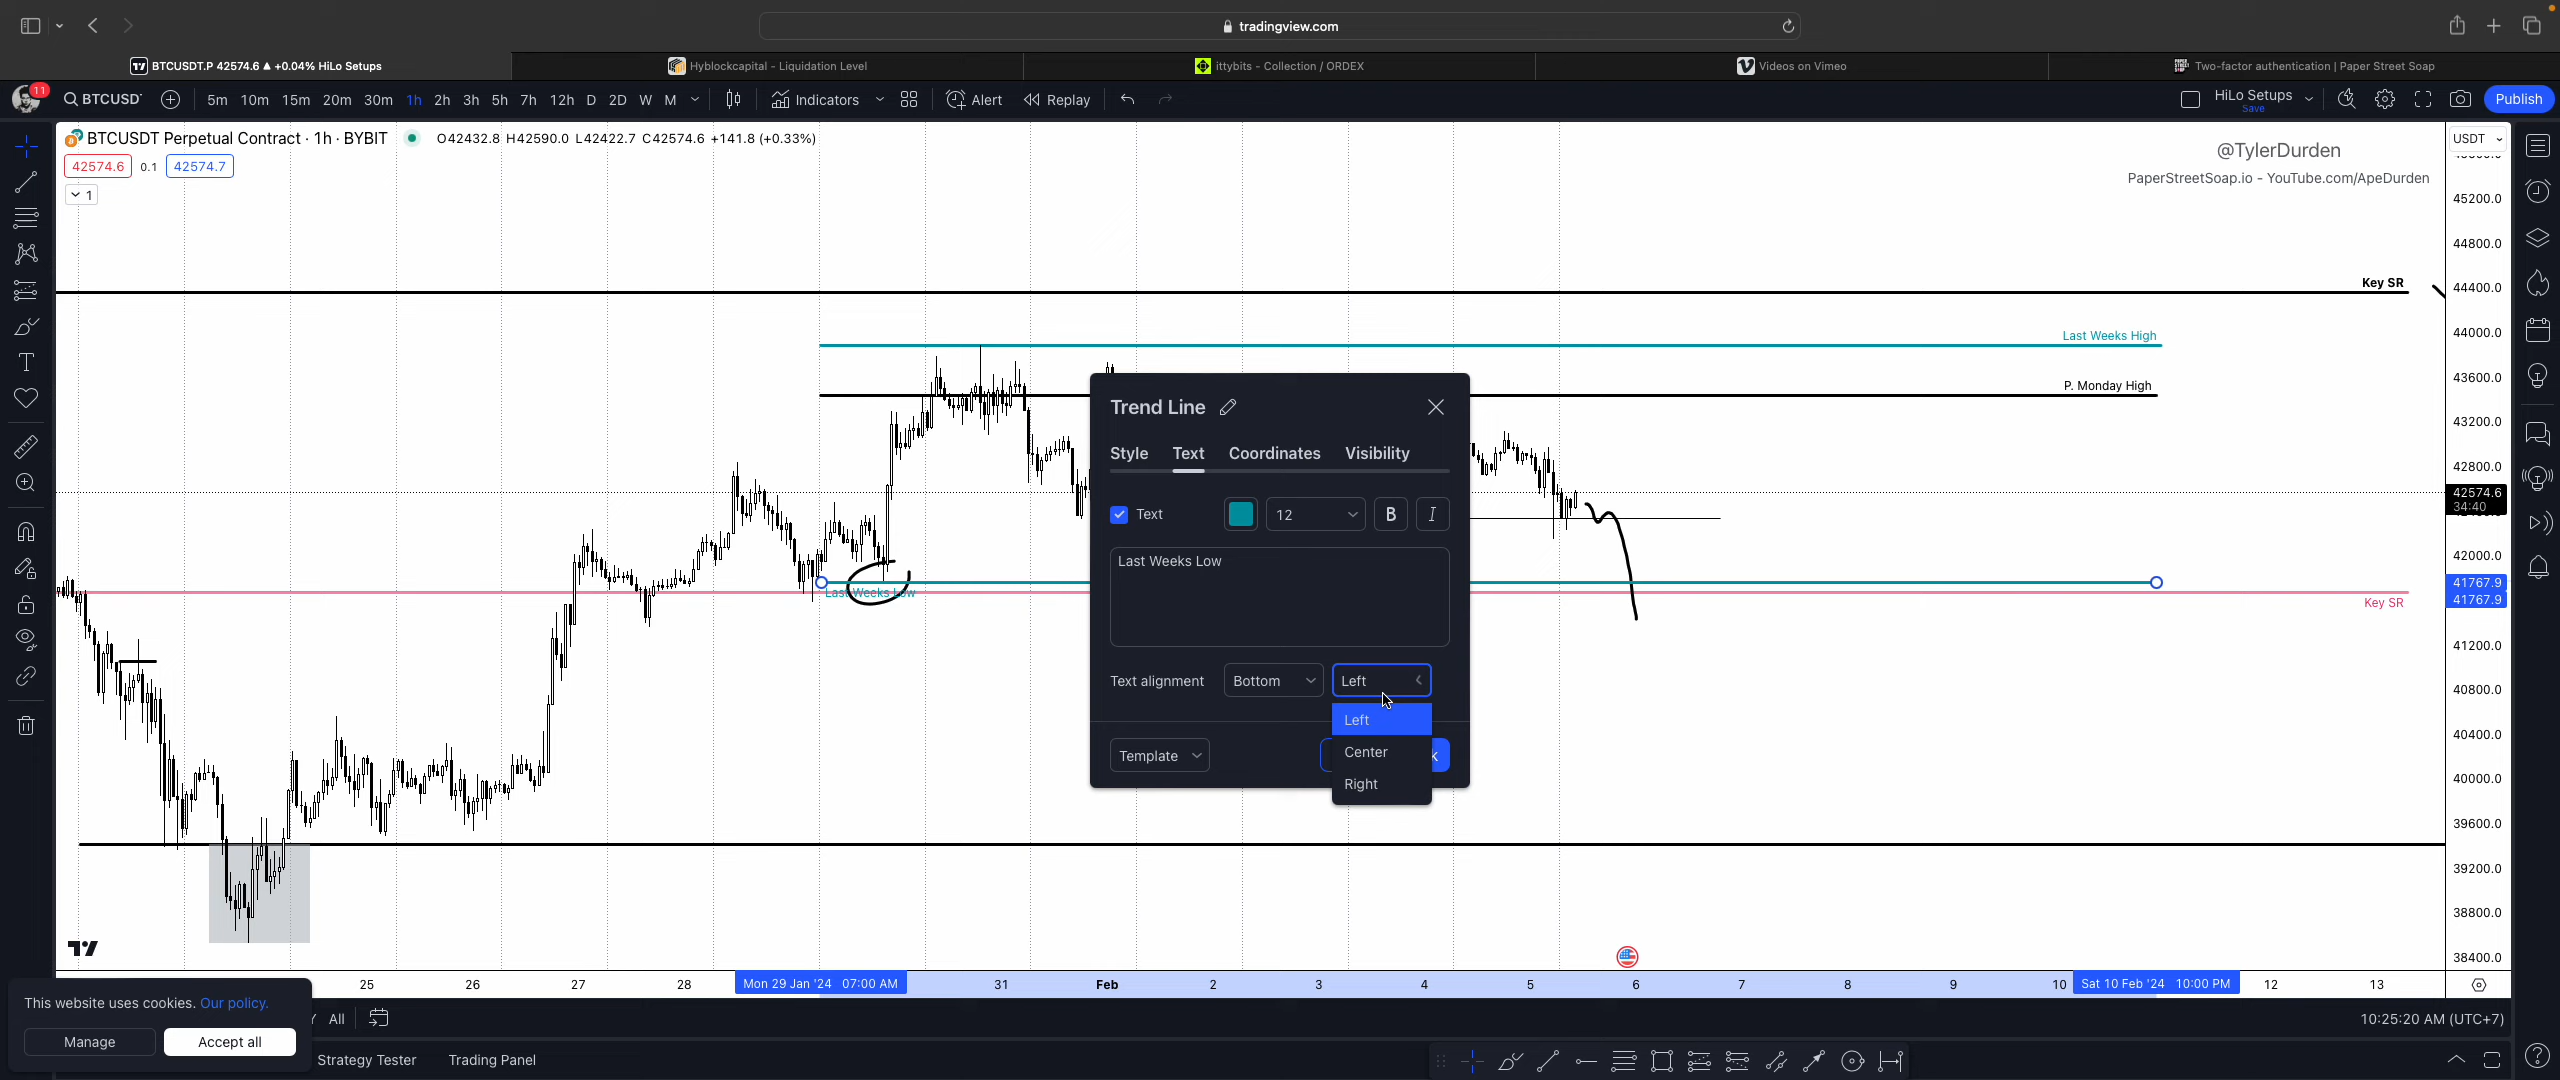 tradingview.com
BTCUSDT.P 42574.6 ▲ +0.04% HiLo Setups
Hyblockcapital - Liquidation Level
ittybits - Collection / ORDEX
Videos on Vimeo
Two-factor authentication | Paper Street Soap
11
BTCUSD
5m 10m 15m 20m 30m 1h 2h 3h 5h 7h 12h D 2D W M
Indicators
Alert
Replay
HiLo Setups
Save
Publish
BTCUSDT Perpetual Contract · 1h · BYBIT
O42432.8 H42590.0 L42422.7 C42574.6 +141.8 (+0.33%)
USDT
@TylerDurden
42574.6 0.1 42574.7
PaperStreetSoap.io - YouTube.com/ApeDurden
1
45200.0
44800.0
Key SR
44400.0
Last Weeks High
44000.0
P. Monday High
43600.0
43200.0
42800.0
42574.6
34:40
42000.0
41767.9
41767.9
Last Weeks Low
Key SR
41200.0
40800.0
40400.0
40000.0
39600.0
39200.0
38800.0
38400.0
Trend Line
Style Text Coordinates Visibility
Text
12
B
I
Last Weeks Low
Text alignment
Bottom
Left
Left
Center
Right
Template
k
25 26 27 28 Mon 29 Jan '24 07:00 AM 31 Feb 2 3 4 5 6 7 8 9 10 Sat 10 Feb '24 10:00 PM 12 13
This website uses cookies. Our policy.
Manage
Accept all
All
10:25:20 AM (UTC+7)
Strategy Tester
Trading Panel